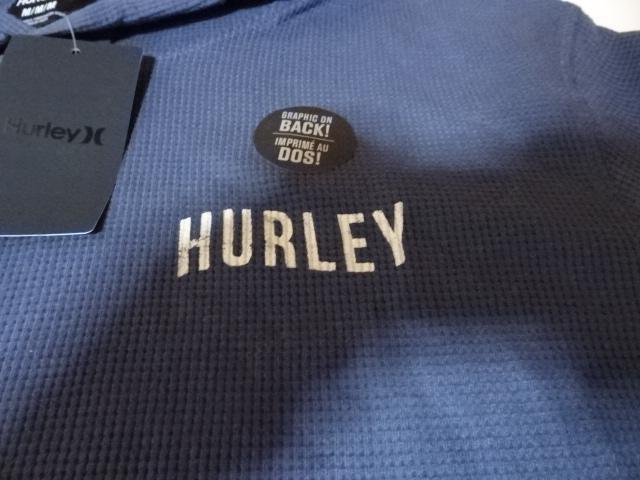 M/M/M
Hurley
GRAPHIC ON
BACK!
IMPRIMÉ AU
DOS!
HURLEY